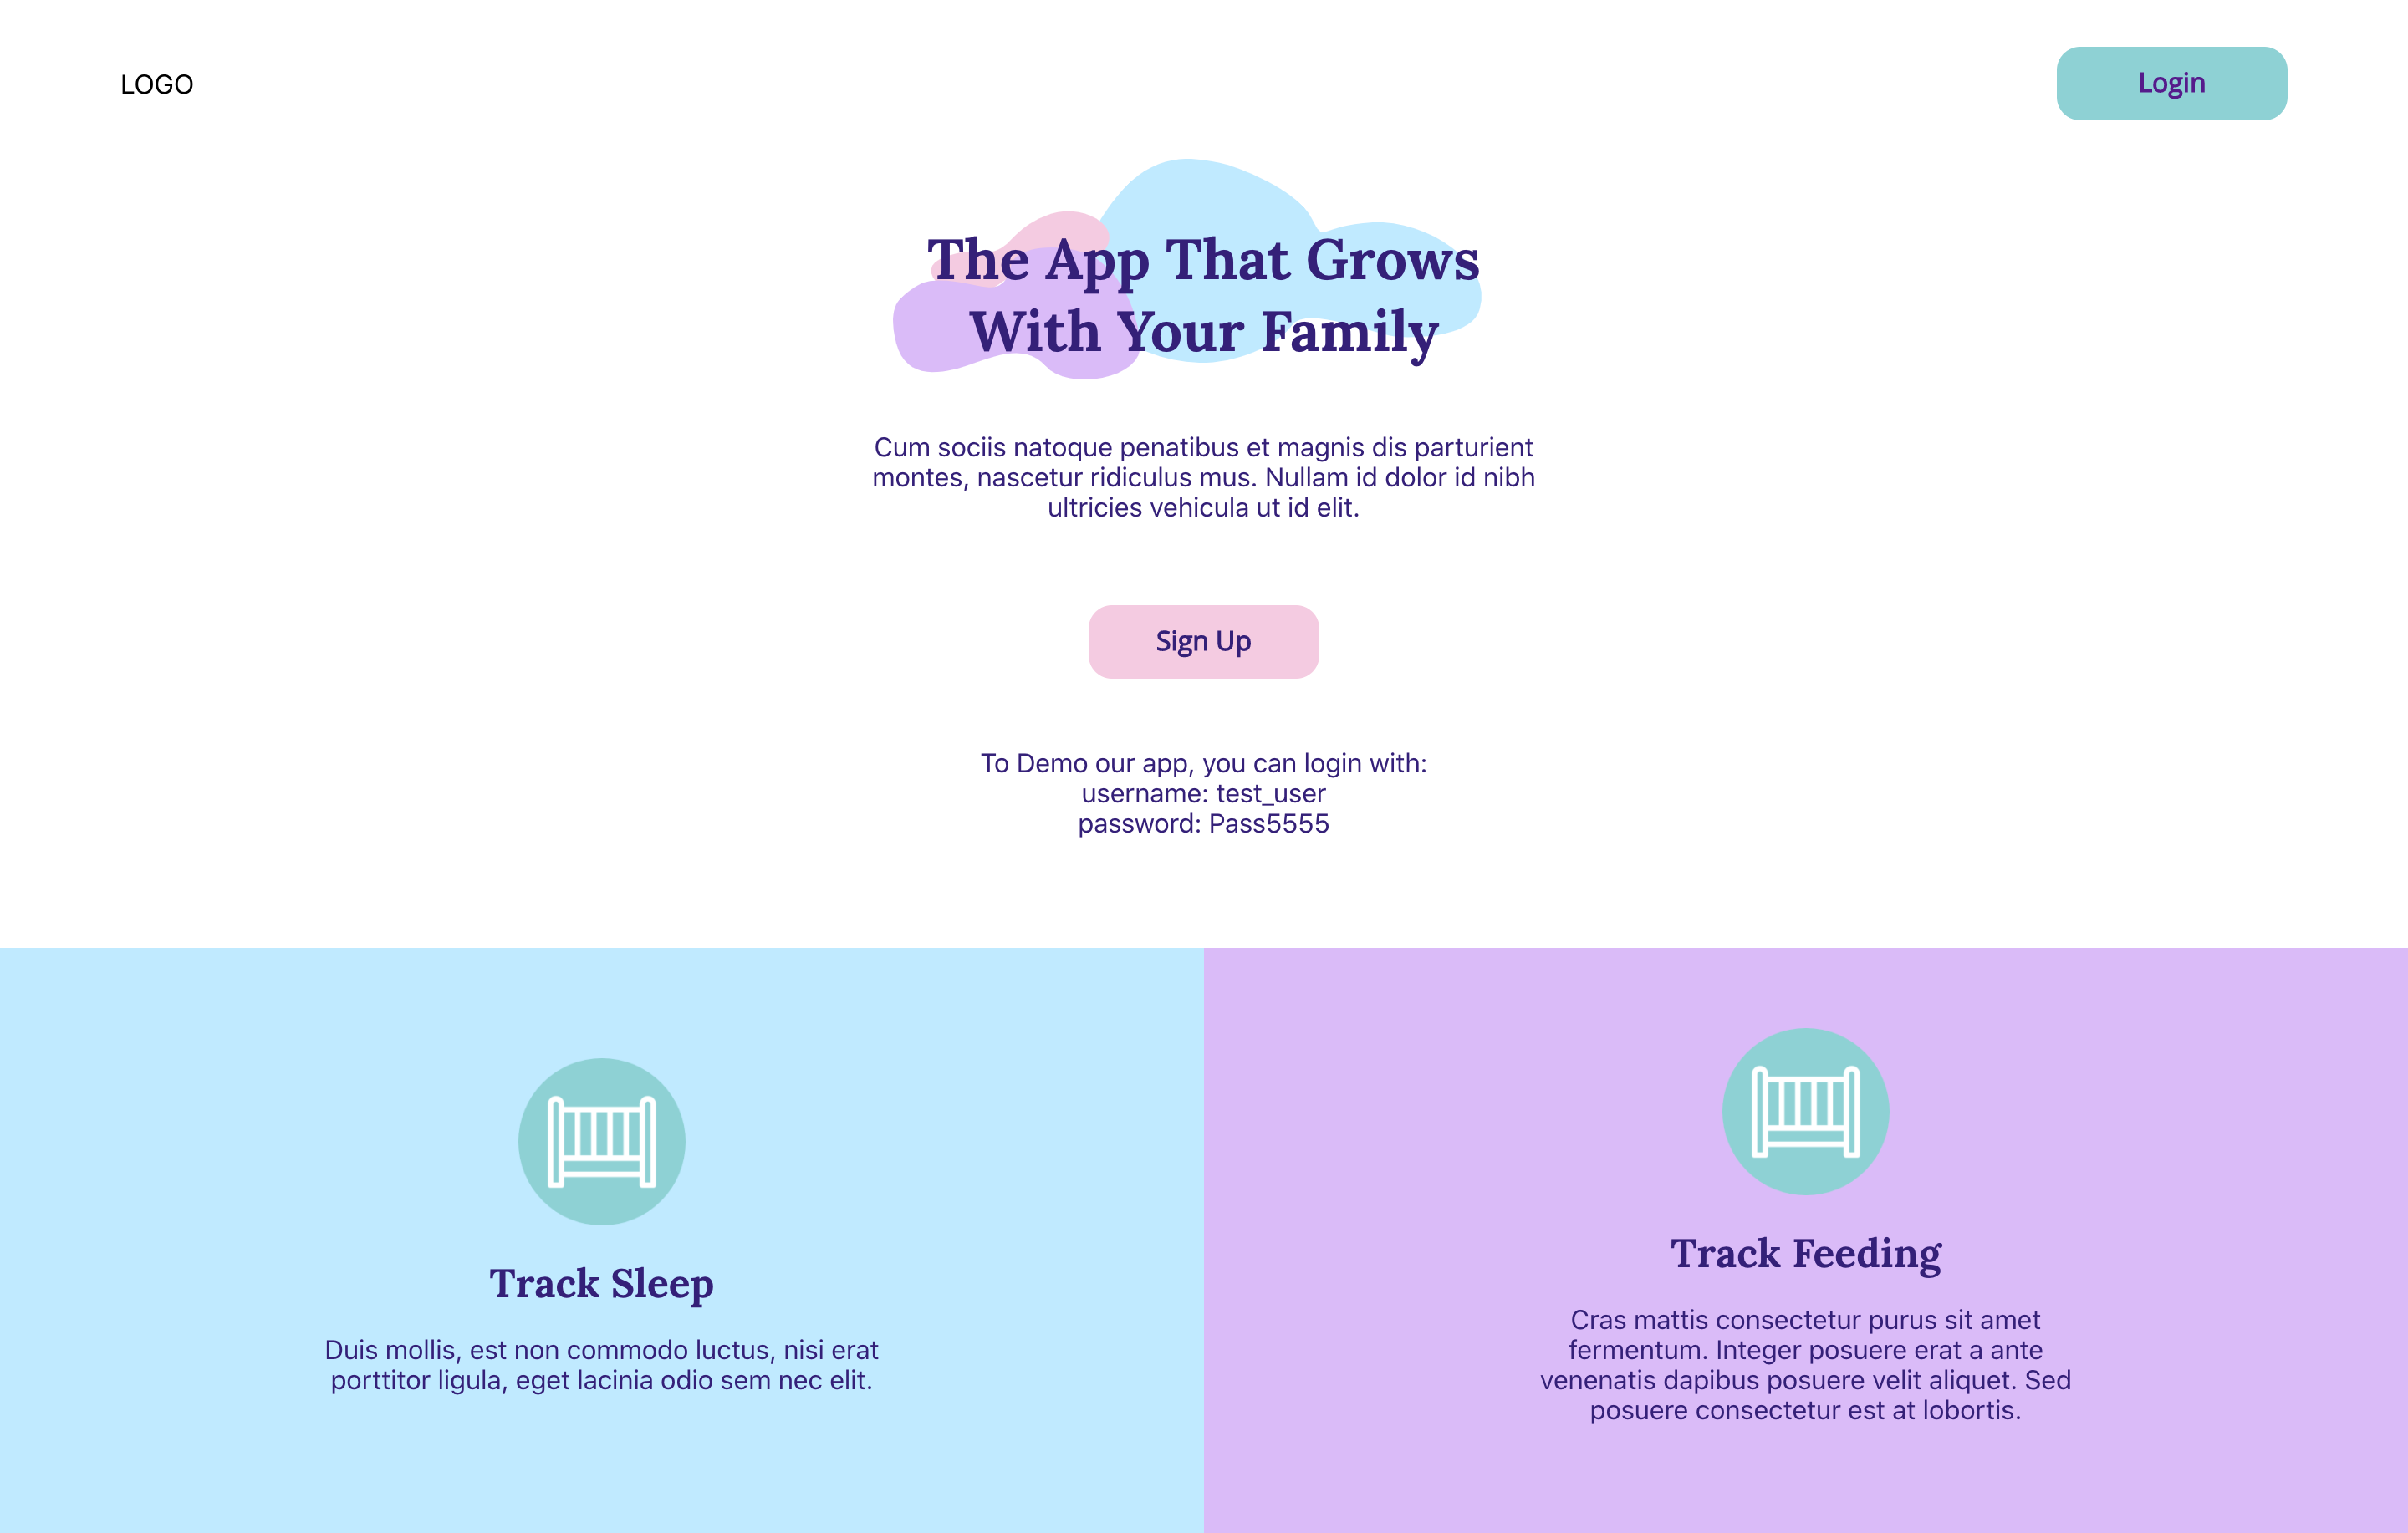 LOGO
Login
The App That Grows
With Your Family
Cum sociis natoque penatibus et magnis dis parturient
montes, nascetur ridiculus mus. Nullam id dolor id nibh
ultricies vehicula ut id elit.
Sign Up
To Demo our app, you can login with:
username: test_user
password: Pass5555
Track Sleep
Duis mollis, est non commodo luctus, nisi erat
porttitor ligula, eget lacinia odio sem nec elit.
Track Feeding
Cras mattis consectetur purus sit amet
fermentum. Integer posuere erat a ante
venenatis dapibus posuere velit aliquet. Sed
posuere consectetur est at lobortis.